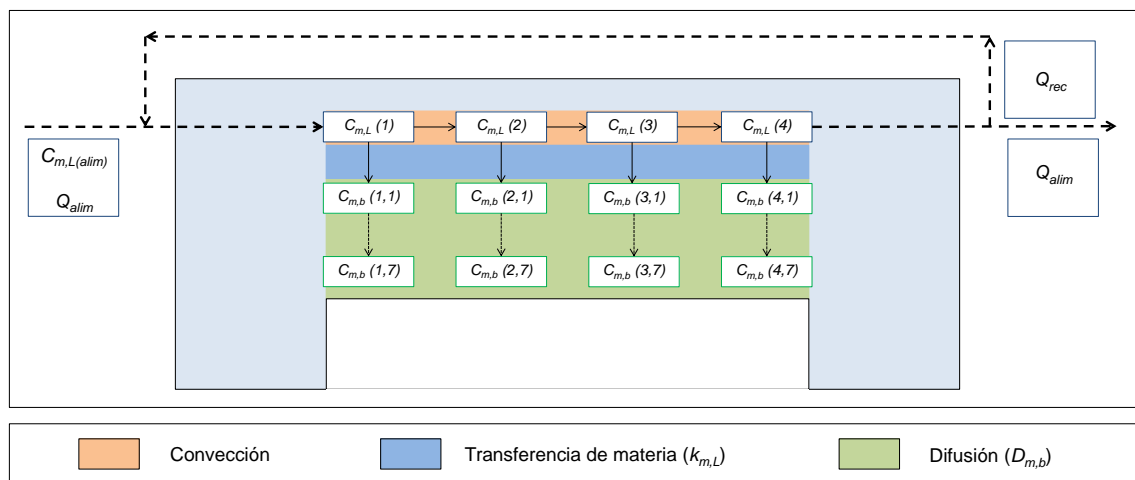 Q_rec
C_m,L (1) C_m,L (2) C_m,L (3) C_m,L (4)
C_m,L(alim)
Q_alim
Q_alim
C_m,b (1,1) C_m,b (2,1) C_m,b (3,1) C_m,b (4,1)
C_m,b (1,7) C_m,b (2,7) C_m,b (3,7) C_m,b (4,7)
Convección
Transferencia de materia (k_m,L)
Difusión (D_m,b)